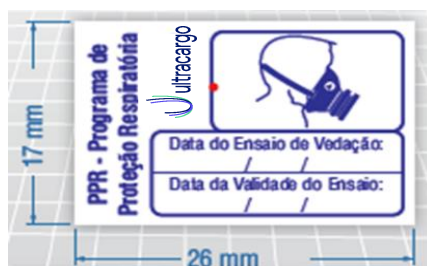 PPR - Programa de
Proteção Respiratória
ultracargo
Data do Ensaio de Vedação:
/ /
Data da Validade do Ensaio:
/ /
17 mm
26 mm